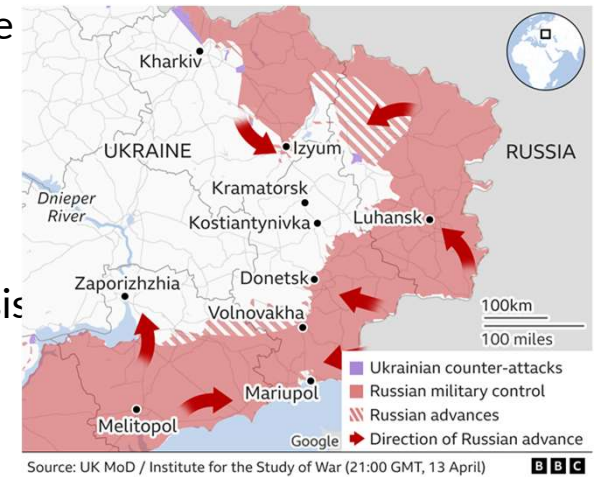 e
Kharkiv
Izyum
UKRAINE
RUSSIA
Kramatorsk
Dnieper
River
Kostiantynivka
Luhansk
Zaporizhzhia
Donetsk
sis
Volnovakha
100km
100 miles
Ukrainian counter-attacks
Russian military control
Mariupol
Russian advances
Melitopol
Google
Direction of Russian advance
Source: UK MoD / Institute for the Study of War (21:00 GMT, 13 April)
BBC